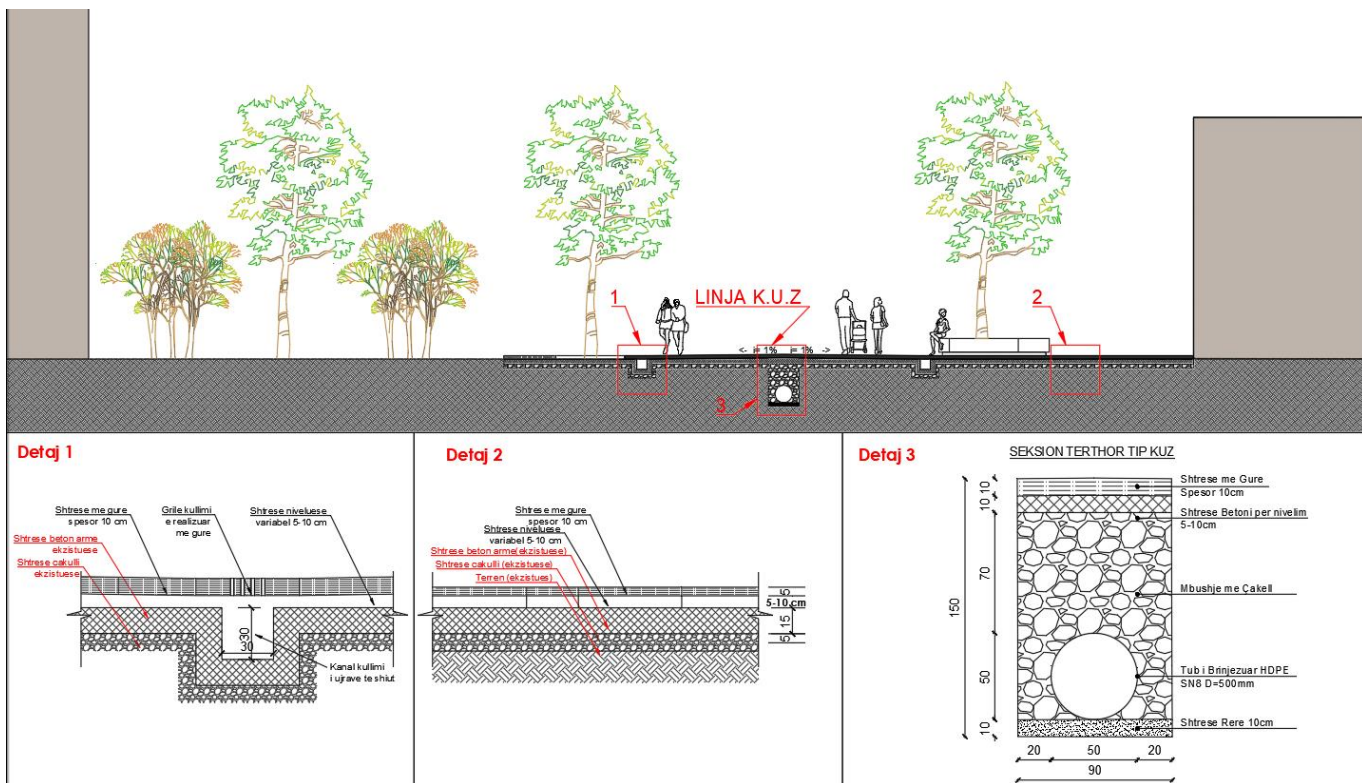 1
LINJA K.U.Z
2
<- i= 1% i= 1% ->
3
Detaj 1
Shtrese me gure
spesor 10 cm
Grile kullimi
e realizuar
me gure
Shtrese niveluese
variabel 5-10 cm
Shtrese beton arme
ekzistuese
Shtrese cakulli
ekzistuese
≥30
30
Kanal kullimi
i ujrave te shiut
Detaj 2
Shtrese me gure
spesor 10 cm
Shtrese niveluese
variabel 5-10 cm
Shtrese beton arme(ekzistuese)
Shtrese cakulli (ekzistuese)
Terren (ekzistues)
5
5-10 cm
15
5
Detaj 3
SEKSION TERTHOR TIP KUZ
Shtrese me Gure
Spesor 10cm
Shtrese Betoni per nivelim
5-10cm
Mbushje me Çakell
Tub i Brinjezuar HDPE
SN8 D=500mm
Shtrese Rere 10cm
10
10
70
150
50
10
20 50 20
90